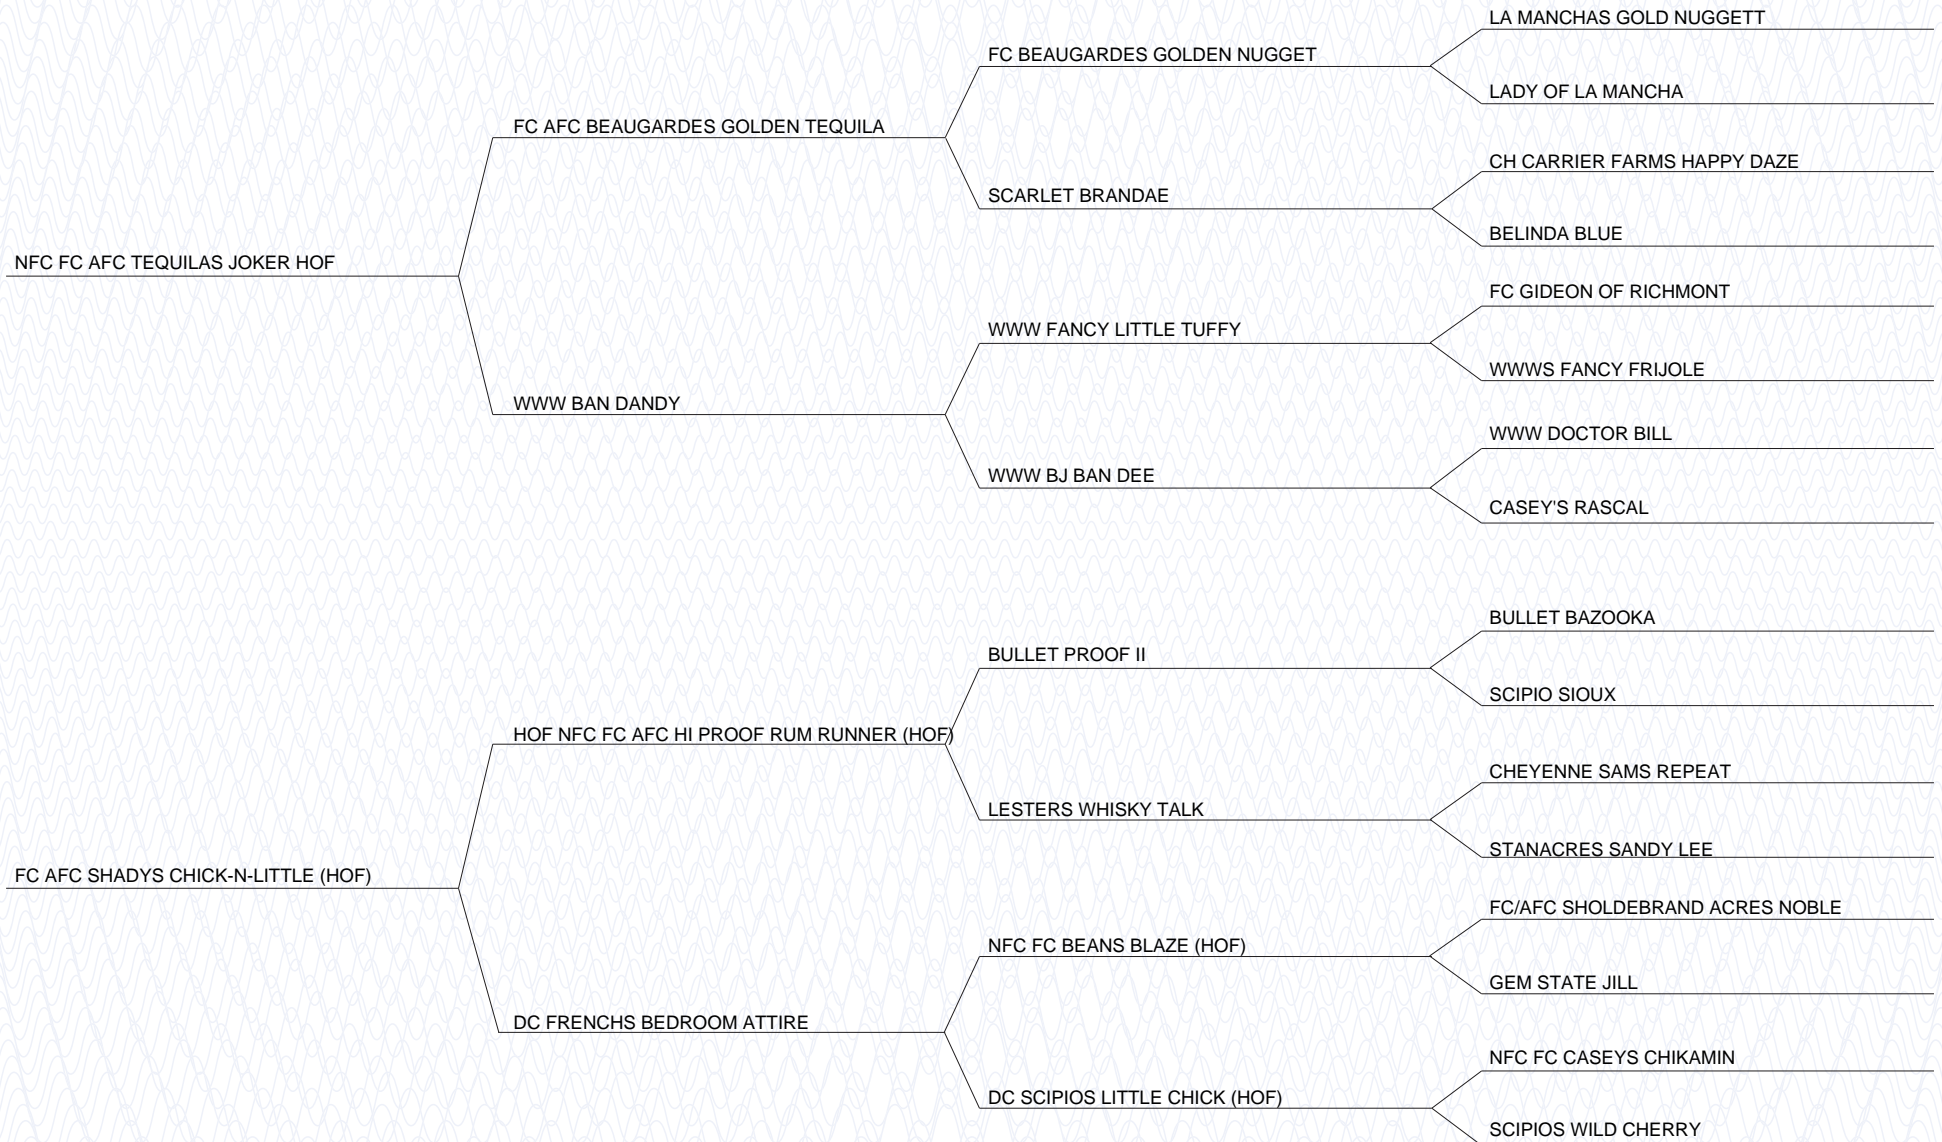 LA MANCHAS GOLD NUGGETT
FC BEAUGARDES GOLDEN NUGGET
LADY OF LA MANCHA
FC AFC BEAUGARDES GOLDEN TEQUILA
CH CARRIER FARMS HAPPY DAZE
SCARLET BRANDAE
BELINDA BLUE
NFC FC AFC TEQUILAS JOKER HOF
FC GIDEON OF RICHMONT
WWW FANCY LITTLE TUFFY
WWWS FANCY FRIJOLE
WWW BAN DANDY
WWW DOCTOR BILL
WWW BJ BAN DEE
CASEY'S RASCAL
BULLET BAZOOKA
BULLET PROOF II
SCIPIO SIOUX
HOF NFC FC AFC HI PROOF RUM RUNNER (HOF)
CHEYENNE SAMS REPEAT
LESTERS WHISKY TALK
STANACRES SANDY LEE
FC AFC SHADYS CHICK-N-LITTLE (HOF)
FC/AFC SHOLDEBRAND ACRES NOBLE
NFC FC BEANS BLAZE (HOF)
GEM STATE JILL
DC FRENCHS BEDROOM ATTIRE
NFC FC CASEYS CHIKAMIN
DC SCIPIOS LITTLE CHICK (HOF)
SCIPIOS WILD CHERRY